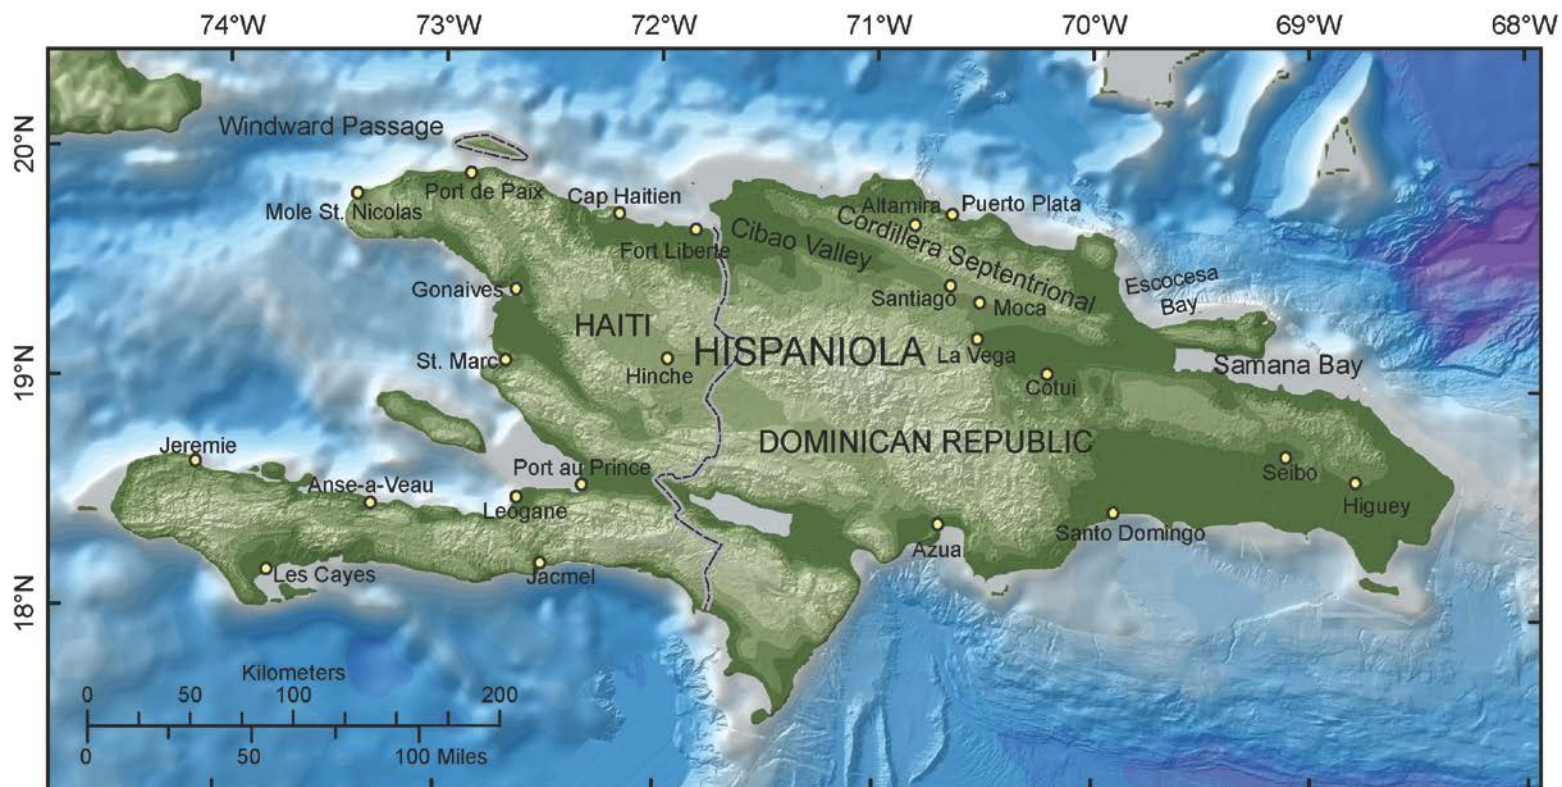 74°W 73°W 72°W 71°W 70°W 69°W 68°W
20°N
19°N
18°N
Windward Passage
Port de Paix
Mole St. Nicolas
Cap Haitien
Fort Liberte
Altamira
Puerto Plata
Cibao Valley
Cordillera Septentrional
Escocesa
Bay
Gonaives
Santiago
Moca
HAITI
HISPANIOLA
La Vega
St. Marc
Hinche
Cotui
Samana Bay
DOMINICAN REPUBLIC
Jeremie
Port au Prince
Anse-a-Veau
Leogane
Seibo
Higuey
Azua
Santo Domingo
Les Cayes
Jacmel
Kilometers
0 50 100 200
0 50 100 Miles